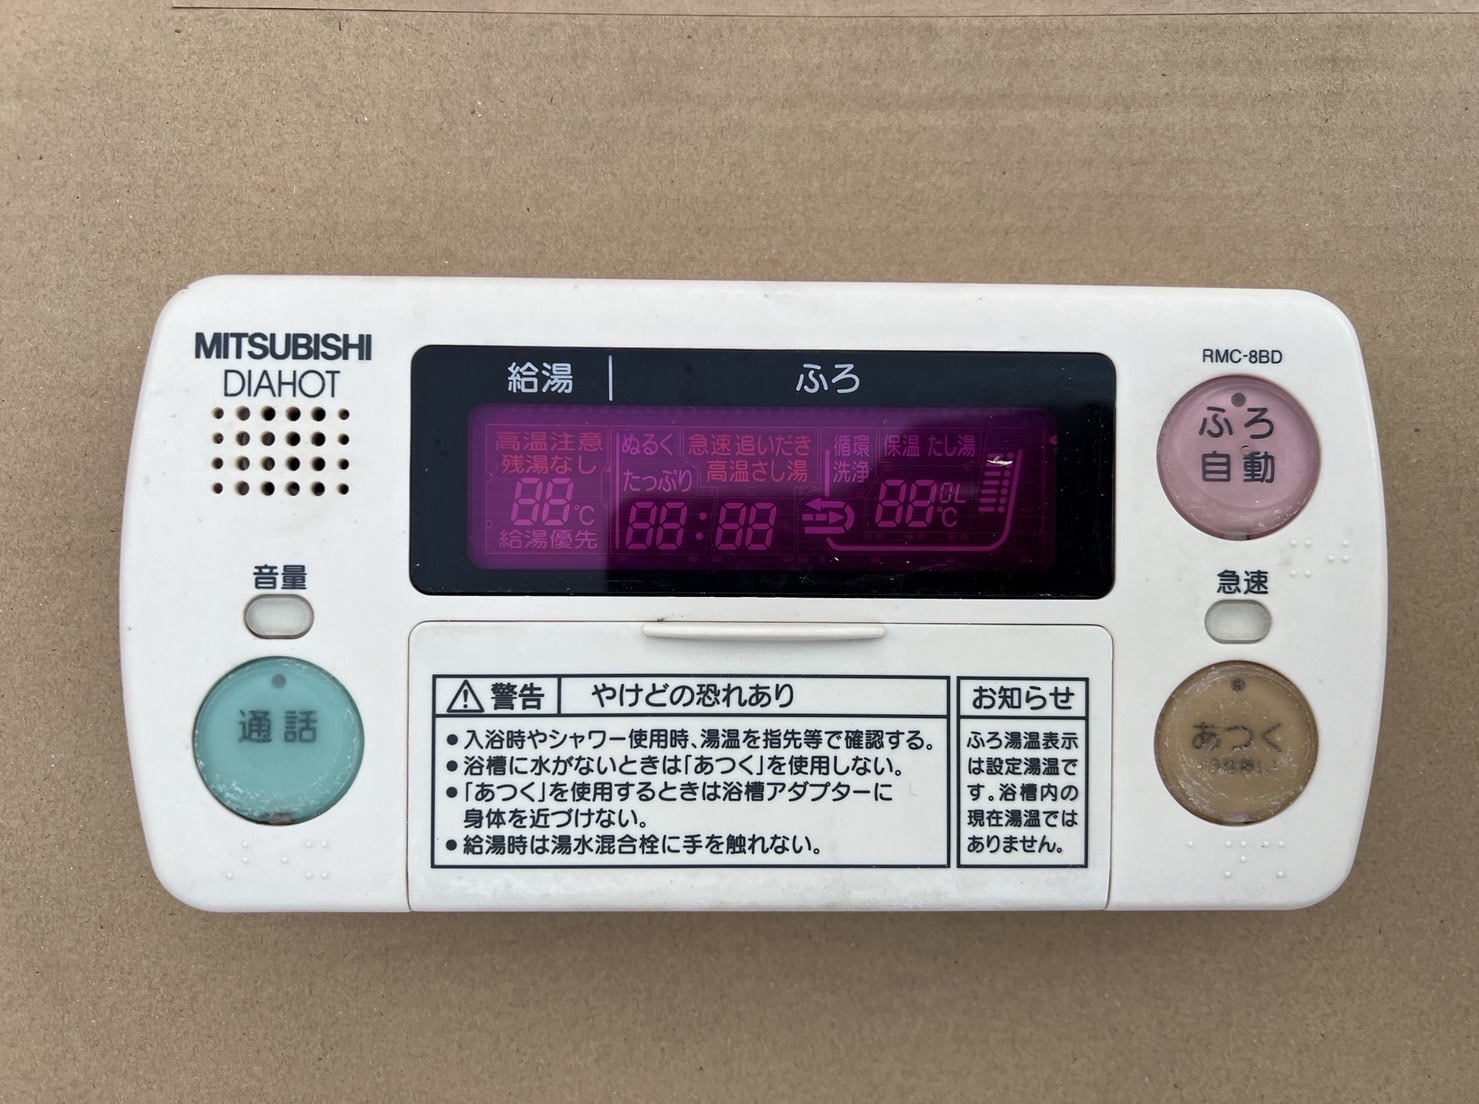 MITSUBISHI
DIAHOT
RMC-8BD
給湯 ふろ
高温注意
残湯なし
88℃
給湯優先
ぬるく
たっぷり
急速追いだき
高温さし湯
88:88
循環
洗浄
保温 たし湯
880L
℃
ふろ
自動
音量
通話
急速
あつく
警告 やけどの恐れあり
●入浴時やシャワー使用時、湯温を指先等で確認する。
●浴槽に水がないときは「あつく」を使用しない。
●「あつく」を使用するときは浴槽アダプターに
身体を近づけない。
●給湯時は湯水混合栓に手を触れない。
お知らせ
ふろ湯温表示
は設定湯温で
す。浴槽内の
現在湯温では
ありません。